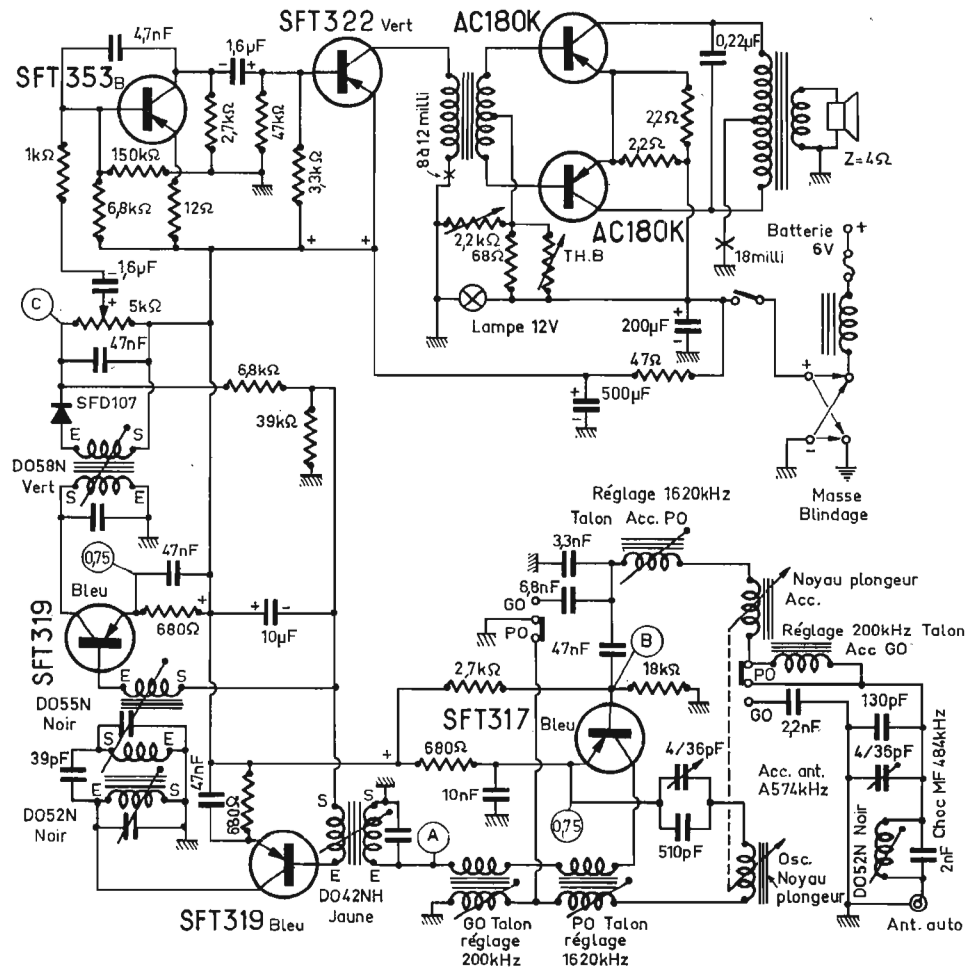 SFT322 Vert
AC180K
4,7nF
1,6µF
- +
0,22µF
SFT353B
2,7kΩ
47kΩ
8 à 12 milli
2,2Ω
2,2Ω
Z=4Ω
1kΩ
150kΩ
3,3kΩ
6,8kΩ
12Ω
AC180K
2,2kΩ
68Ω
TH.B
18milli
Batterie +
6V
+
+
1,6µF
-
+
C
5kΩ
Lampe 12V
+
200µF
-
47nF
47Ω
6,8kΩ
+
500µF
-
+
-
SFD107
39kΩ
E
S
DO58N
Vert
S
E
Masse
Blindage
Réglage 1620kHz
Talon Acc. PO
0,75
47nF
3,3nF
Bleu
6,8nF
GO
Noyau plongeur
Acc.
+
680Ω
+
-
10µF
PO
47nF
B
Réglage 200kHz Talon
Acc GO
SFT319
PO
E
S
2,7kΩ
18kΩ
DO55N
Noir
SFT317 Bleu
GO
2,2nF
130pF
S
E
39pF
47nF
+
680Ω
4/36pF
4/36pF
Acc. ant.
A574kHz
Choc MF 484kHz
E
S
DO52N
Noir
680Ω
S
S
10nF
0,75
510pF
A
DO52N Noir
2nF
E
E
DO42NH
Jaune
Osc.
Noyau
plongeur
SFT319 Bleu
GO Talon
réglage
200kHz
PO Talon
réglage
1620kHz
Ant. auto